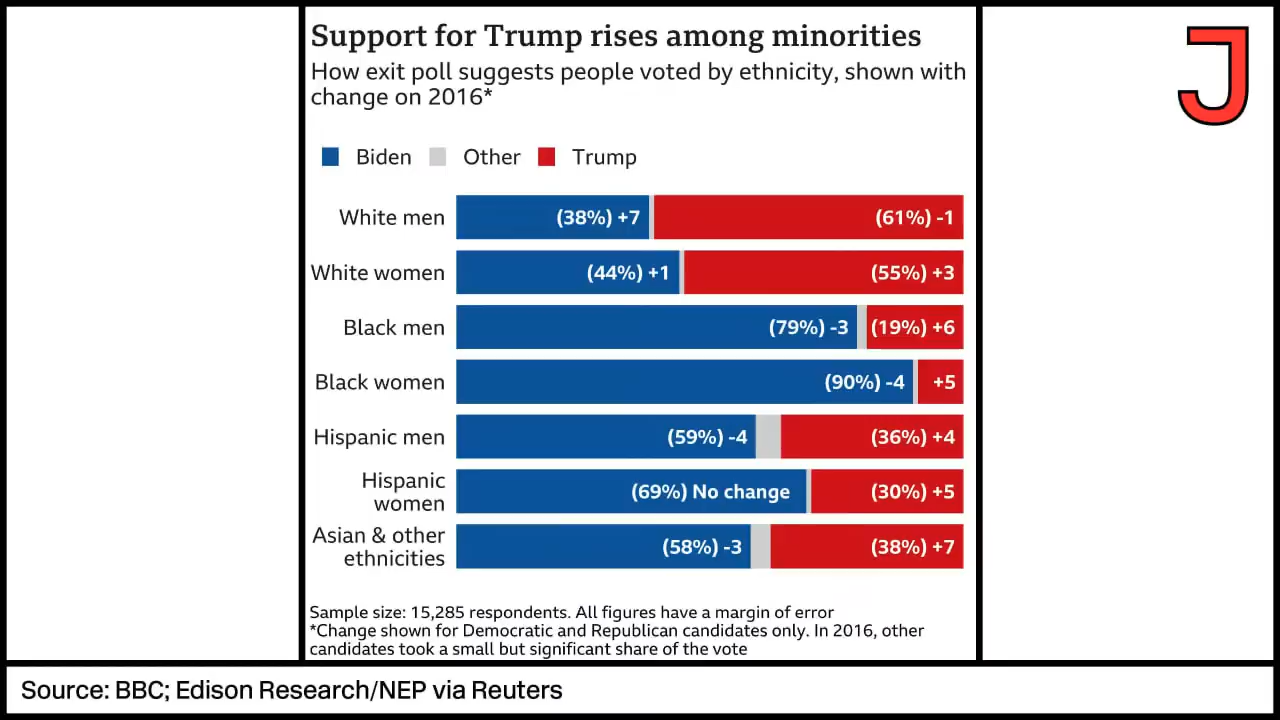 Support for Trump rises among minorities
J
How exit poll suggests people voted by ethnicity, shown with
change on 2016*
Biden Other Trump
White men (38%) +7 (61%) -1
White women (44%) +1 (55%) +3
Black men (79%) -3 (19%) +6
Black women (90%) -4 +5
Hispanic men (59%) -4 (36%) +4
Hispanic
women (69%) No change (30%) +5
Asian & other
ethnicities (58%) -3 (38%) +7
Sample size: 15,285 respondents. All figures have a margin of error
*Change shown for Democratic and Republican candidates only. In 2016, other
candidates took a small but significant share of the vote
Source: BBC; Edison Research/NEP via Reuters